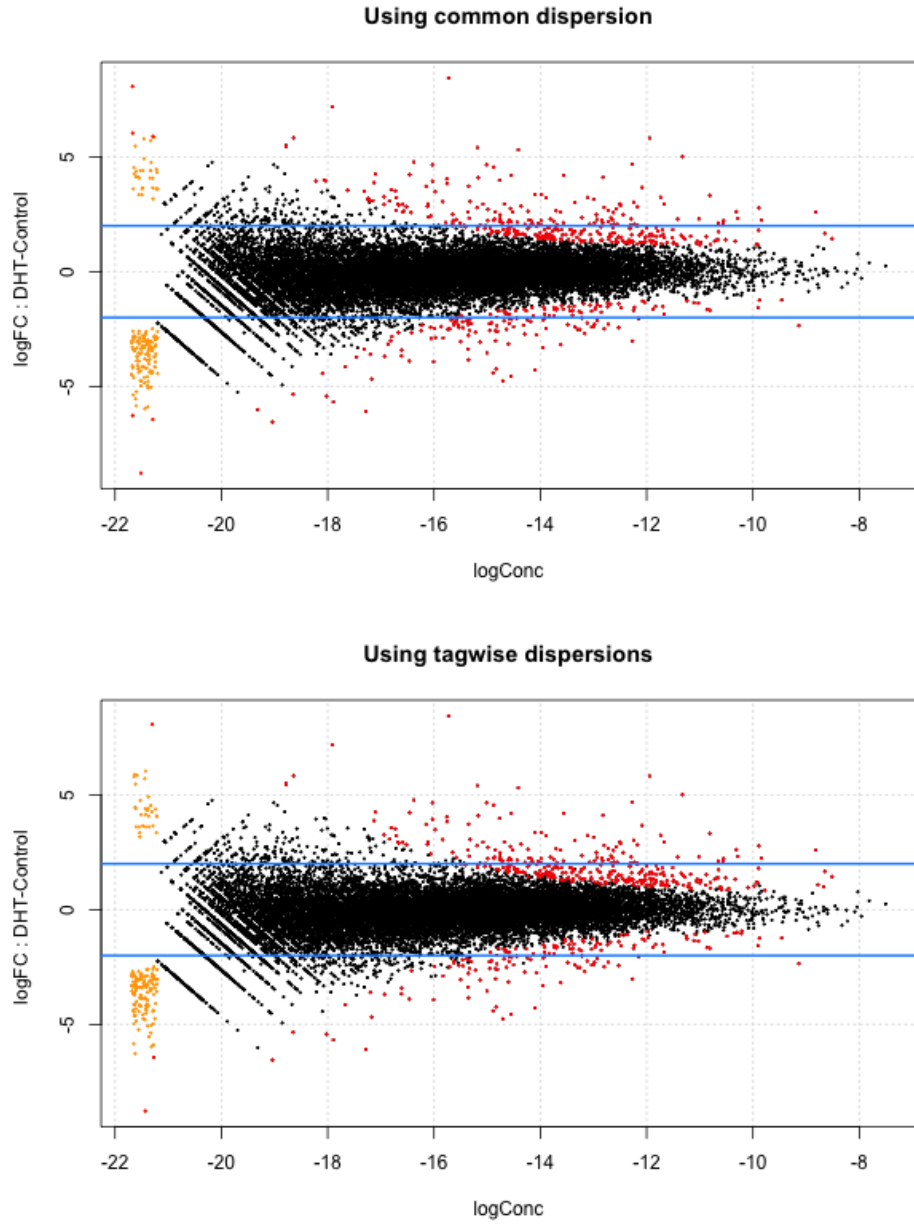 Using common dispersion
logFC : DHT-Control
5
0
-5
-22 -20 -18 -16 -14 -12 -10 -8
logConc
Using tagwise dispersions
logFC : DHT-Control
5
0
-5
-22 -20 -18 -16 -14 -12 -10 -8
logConc